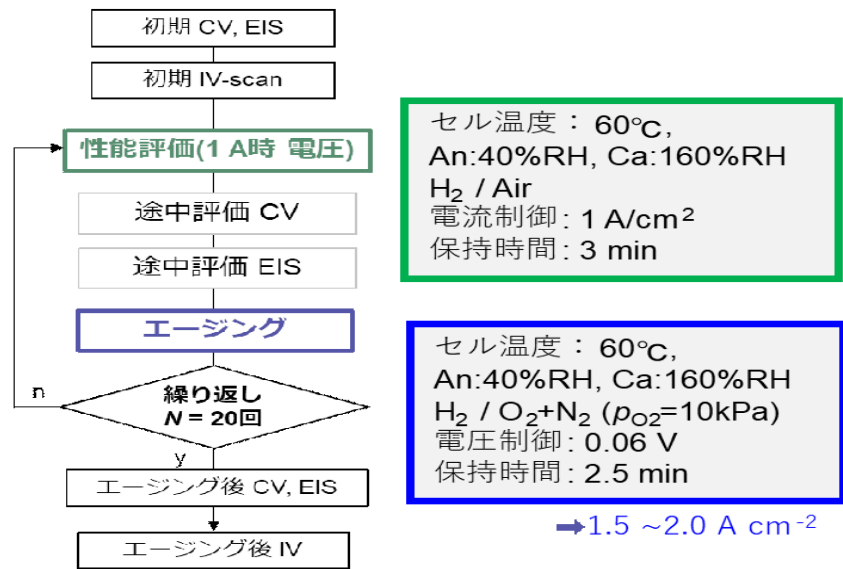 初期 CV, EIS
初期 IV-scan
性能評価(1 A時 電圧)
途中評価 CV
途中評価 EIS
エージング
繰り返し
N = 20回
n
y
エージング後 CV, EIS
エージング後 IV
セル温度： 60℃,
An:40%RH, Ca:160%RH
H₂ / Air
電流制御: 1 A/cm²
保持時間: 3 min
セル温度： 60℃,
An:40%RH, Ca:160%RH
H₂ / O₂+N₂ (pO₂=10kPa)
電圧制御: 0.06 V
保持時間: 2.5 min
➡1.5 ~2.0 A cm⁻²